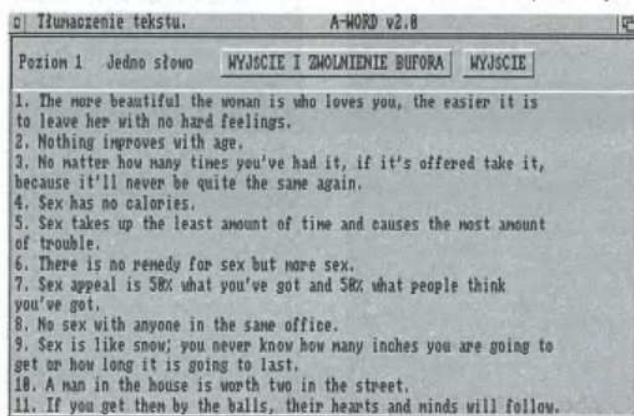 Tłumaczenie tekstu. A-WORD v2.0
Poziom 1 Jedno słowo WYJŚCIE I ZWOLNIENIE BUFORA WYJŚCIE
1. The more beautiful the woman is who loves you, the easier it is
to leave her with no hard feelings.
2. Nothing improves with age.
3. No matter how many times you've had it, if it's offered take it,
because it'll never be quite the same again.
4. Sex has no calories.
5. Sex takes up the least amount of time and causes the most amount
of trouble.
6. There is no remedy for sex but more sex.
7. Sex appeal is 50% what you've got and 50% what people think
you've got.
8. No sex with anyone in the same office.
9. Sex is like snow; you never know how many inches you are going to
get or how long it is going to last.
10. A man in the house is worth two in the street.
11. If you get them by the balls, their hearts and minds will follow.